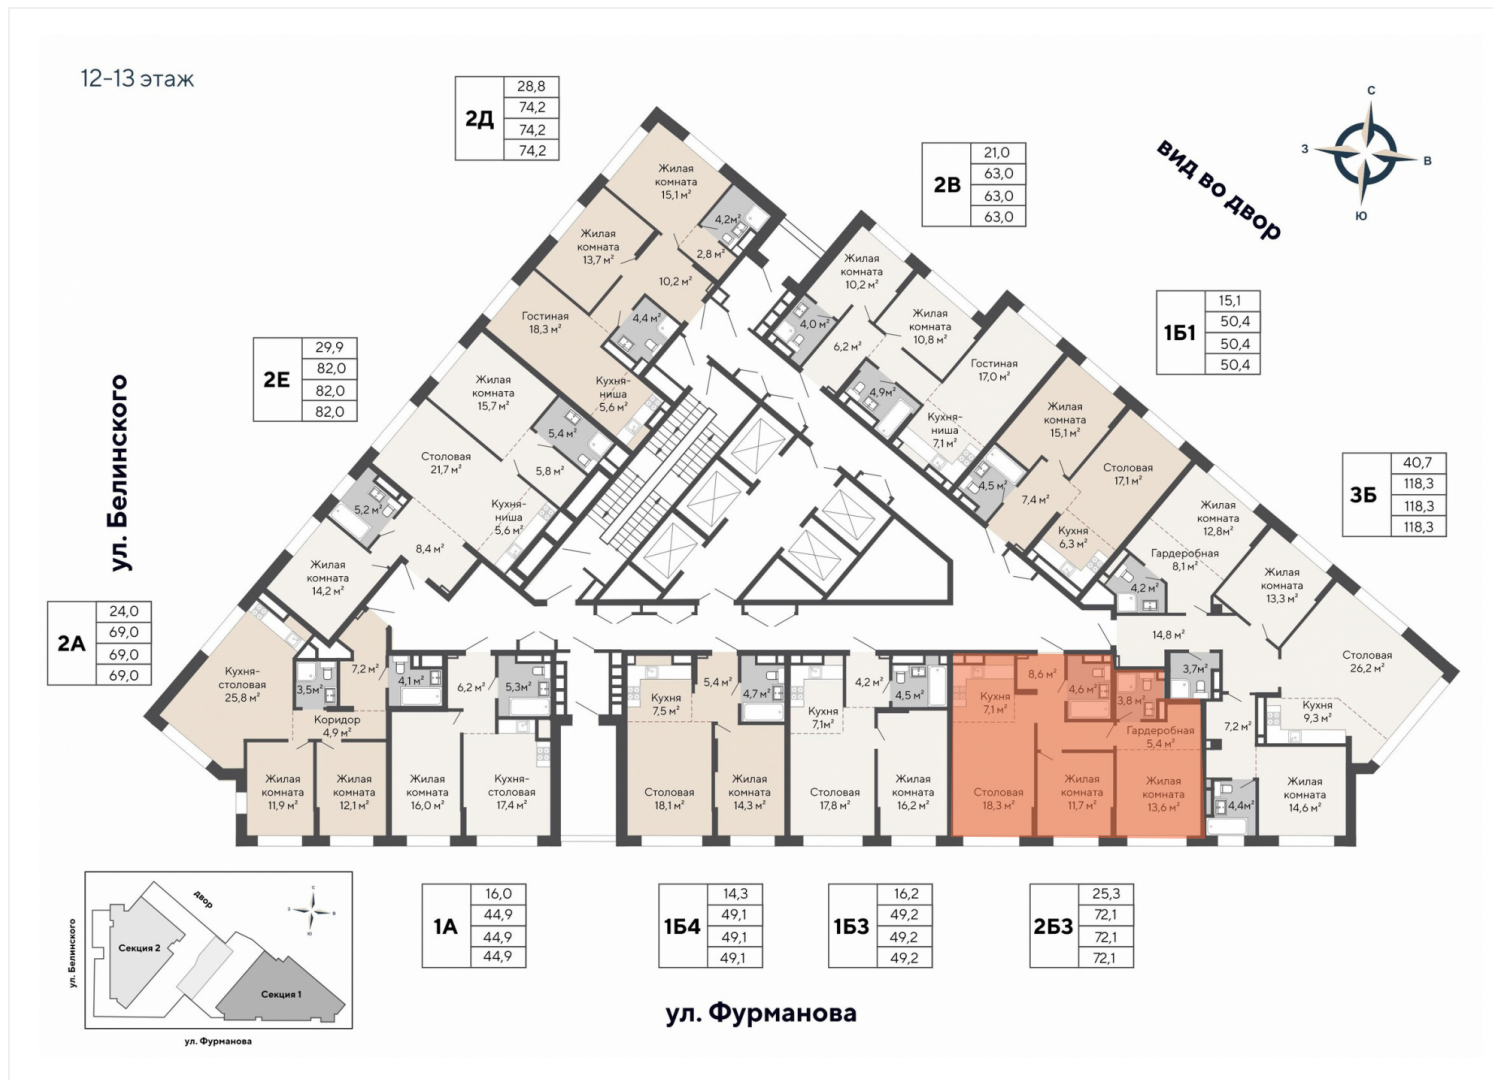 12-13 этаж
2Д
28,8
74,2
74,2
74,2
2В
21,0
63,0
63,0
63,0
С
З
В
Ю
вид во двор
1Б1
15,1
50,4
50,4
50,4
2Е
29,9
82,0
82,0
82,0
3Б
40,7
118,3
118,3
118,3
ул. Белинского
2А
24,0
69,0
69,0
69,0
Жилая
комната
15,1 м²
4,2м²
2,8 м²
Жилая
комната
13,7 м²
10,2 м²
Гостиная
18,3 м²
4,4 м²
Кухня-
ниша
5,6 м²
Жилая
комната
15,7 м²
5,4 м²
Столовая
21,7 м²
5,8 м²
5,2 м²
Кухня-
ниша
5,6 м²
8,4 м²
Жилая
комната
14,2 м²
Жилая
комната
10,2 м²
4,0 м²
6,2 м²
Жилая
комната
10,8 м²
Гостиная
17,0 м²
4,9м²
Кухня-
ниша
7,1 м²
Жилая
комната
15,1 м²
4,5 м²
7,4 м²
Столовая
17,1 м²
Кухня
6,3 м²
Жилая
комната
12,8м²
Гардеробная
8,1 м²
4,2 м²
Жилая
комната
13,3 м²
14,8 м²
Столовая
26,2 м²
3,7м²
Кухня
9,3 м²
7,2 м²
4,4м²
Жилая
комната
14,6 м²
Кухня-
столовая
25,8 м²
3,5м²
7,2 м²
Коридор
4,9 м²
Жилая
комната
11,9 м²
Жилая
комната
12,1 м²
4,1 м²
6,2 м²
5,3м²
Жилая
комната
16,0 м²
Кухня-
столовая
17,4 м²
Кухня
7,5 м²
5,4 м²
4,7 м²
Столовая
18,1 м²
Жилая
комната
14,3 м²
Кухня
7,1м²
4,2 м²
4,5 м²
Столовая
17,8 м²
Жилая
комната
16,2 м²
Кухня
7,1 м²
8,6 м²
4,6 м²
3,8 м²
Гардеробная
5,4 м²
Столовая
18,3 м²
Жилая
комната
11,7 м²
Жилая
комната
13,6 м²
1А
16,0
44,9
44,9
44,9
1Б4
14,3
49,1
49,1
49,1
1Б3
16,2
49,2
49,2
49,2
2Б3
25,3
72,1
72,1
72,1
ул. Фурманова
двор
ул. Белинского
Секция 2
Секция 1
с
з
в
ю
ул. Фурманова